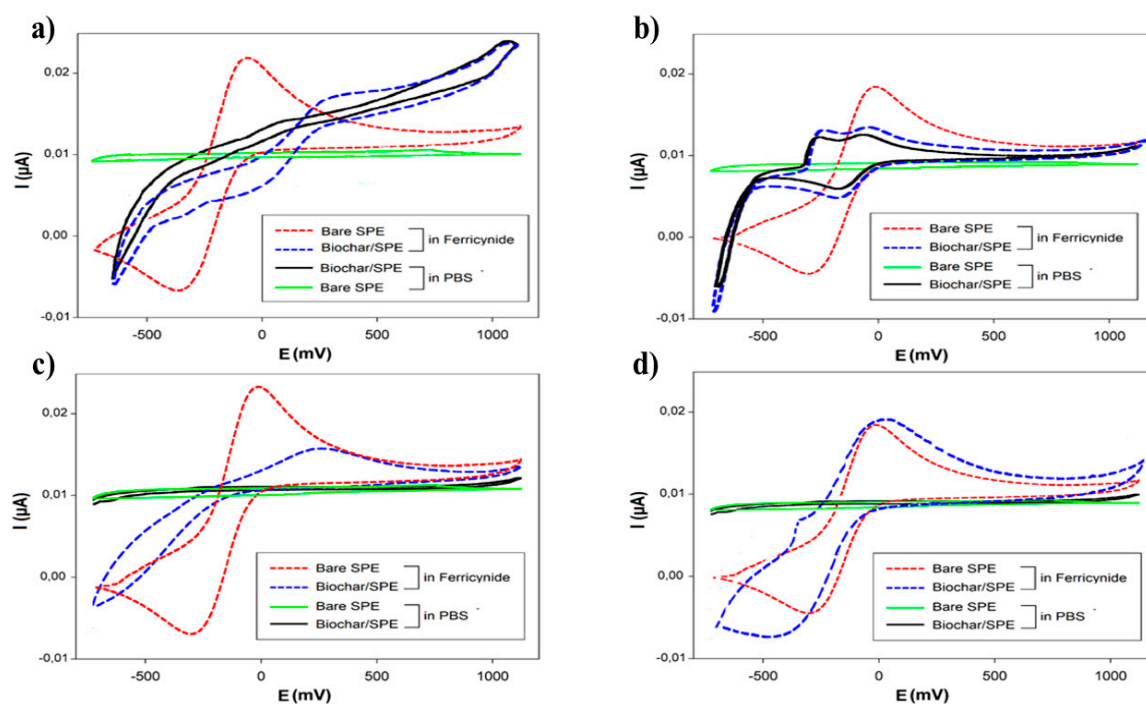 a)
0,02
0,01
0,00
-0,01
I (µA)
-500 0 500 1000
E (mV)
Bare SPE
Biochar/SPE
in Ferricynide
Biochar/SPE
Bare SPE
in PBS
b)
0,02
0,01
0,00
-0,01
I (µA)
-500 0 500 1000
E (mV)
Bare SPE
Biochar/SPE
in Ferricynide
Bare SPE
Biochar/SPE
in PBS
c)
0,02
0,01
0,00
-0,01
I (µA)
-500 0 500 1000
E (mV)
Bare SPE
Biochar/SPE
in Ferricynide
Bare SPE
Biochar/SPE
in PBS
d)
0,02
0,01
0,00
-0,01
I (µA)
-500 0 500 1000
E (mV)
Bare SPE
Biochar/SPE
in Ferricynide
Bare SPE
Biochar/SPE
in PBS